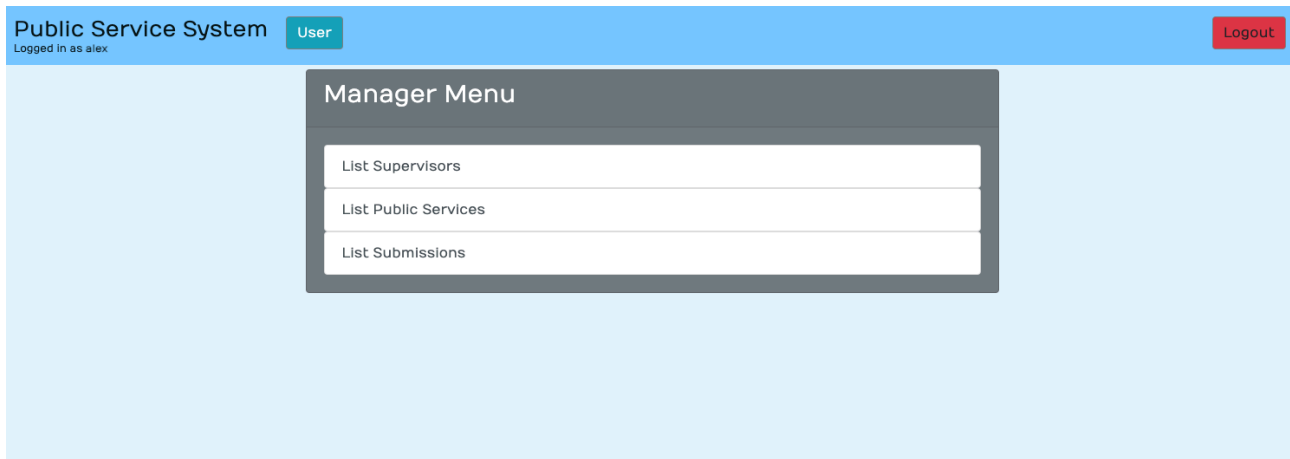 Public Service System
Logged in as alex
User
Logout
Manager Menu
List Supervisors
List Public Services
List Submissions